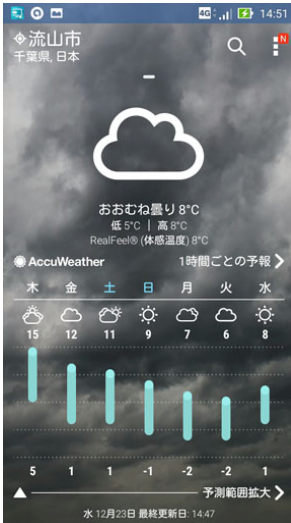 4G 14:51
流山市 N
千葉県, 日本
おおむね曇り 8°C
低 5°C | 高 8°C
RealFeel® (体感温度) 8°C
AccuWeather 1時間ごとの予報
木 金 土 日 月 火 水
15 12 11 9 7 6 8
5 1 1 -1 -2 -2 1
予測範囲拡大
水 12月23日 最終更新日: 14:47